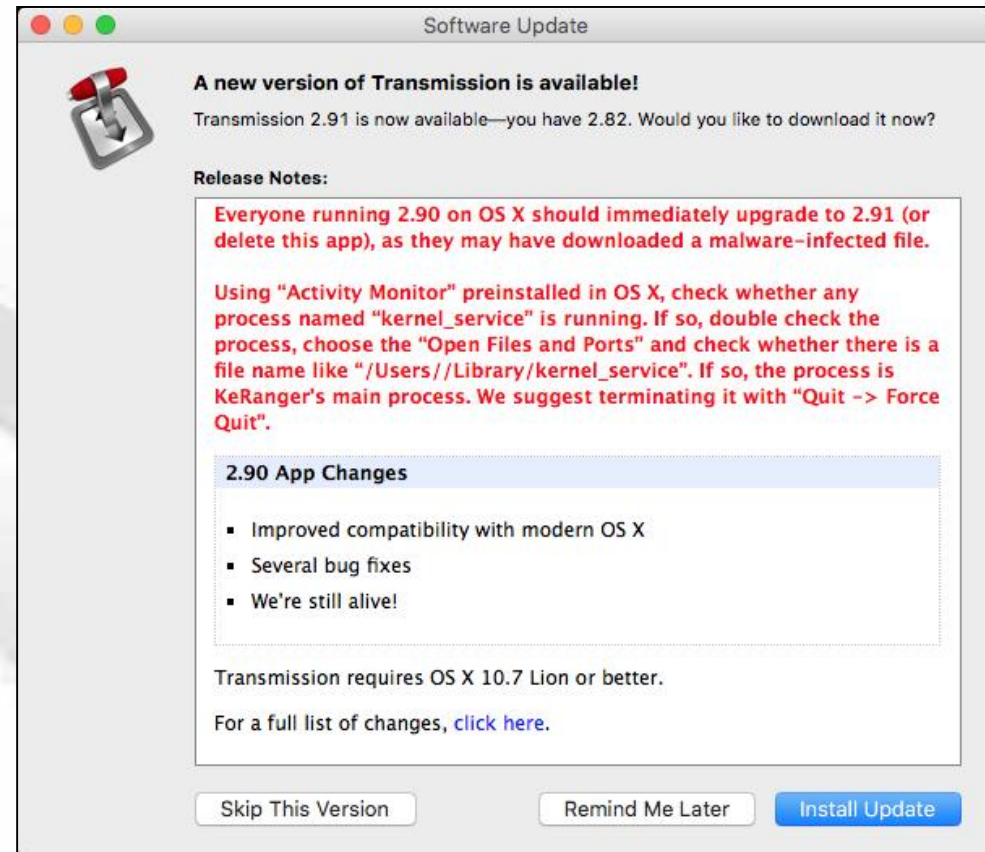 Software Update
A new version of Transmission is available!
Transmission 2.91 is now available—you have 2.82. Would you like to download it now?
Release Notes:
Everyone running 2.90 on OS X should immediately upgrade to 2.91 (or
delete this app), as they may have downloaded a malware-infected file.
Using “Activity Monitor” preinstalled in OS X, check whether any
process named “kernel_service” is running. If so, double check the
process, choose the “Open Files and Ports” and check whether there is a
file name like “/Users//Library/kernel_service”. If so, the process is
KeRanger's main process. We suggest terminating it with “Quit -> Force
Quit”.
2.90 App Changes
▪ Improved compatibility with modern OS X
▪ Several bug fixes
▪ We're still alive!
Transmission requires OS X 10.7 Lion or better.
For a full list of changes, click here.
Skip This Version Remind Me Later Install Update